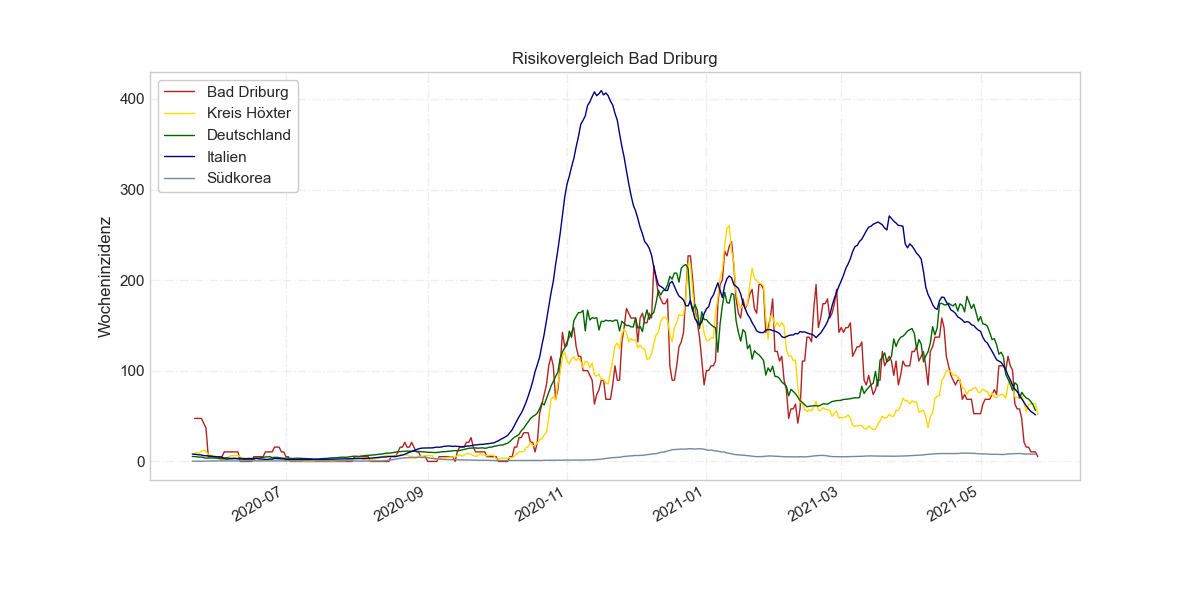 Risikovergleich Bad Driburg
Wocheninzidenz
400
300
200
100
0
Bad Driburg
Kreis Höxter
Deutschland
Italien
Südkorea
2020-07
2020-09
2020-11
2021-01
2021-03
2021-05